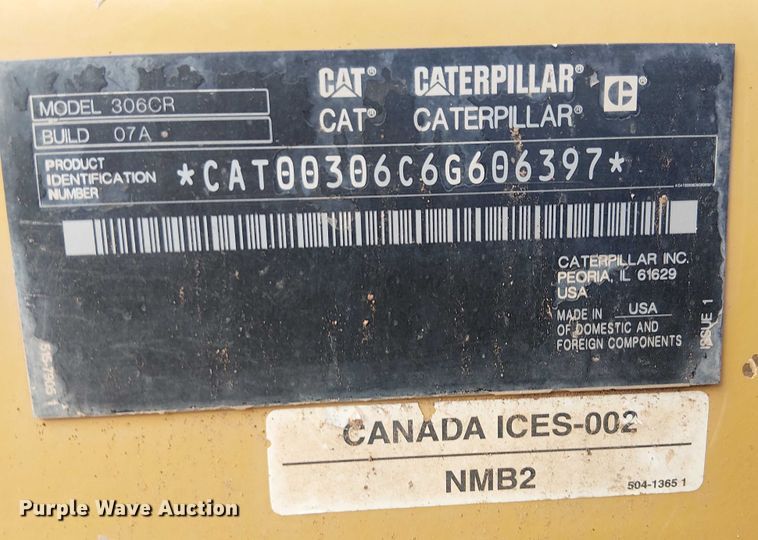 CAT® CATERPILLAR®
CAT® CATERPILLAR®
MODEL 306CR
BUILD 07A
PRODUCT
IDENTIFICATION
NUMBER
*CAT00306C6G606397*
CATERPILLAR INC.
PEORIA, IL 61629
USA
MADE IN USA
OF DOMESTIC AND
FOREIGN COMPONENTS
ISSUE 1
CANADA ICES-002
NMB2
504-1365 1
Purple Wave Auction